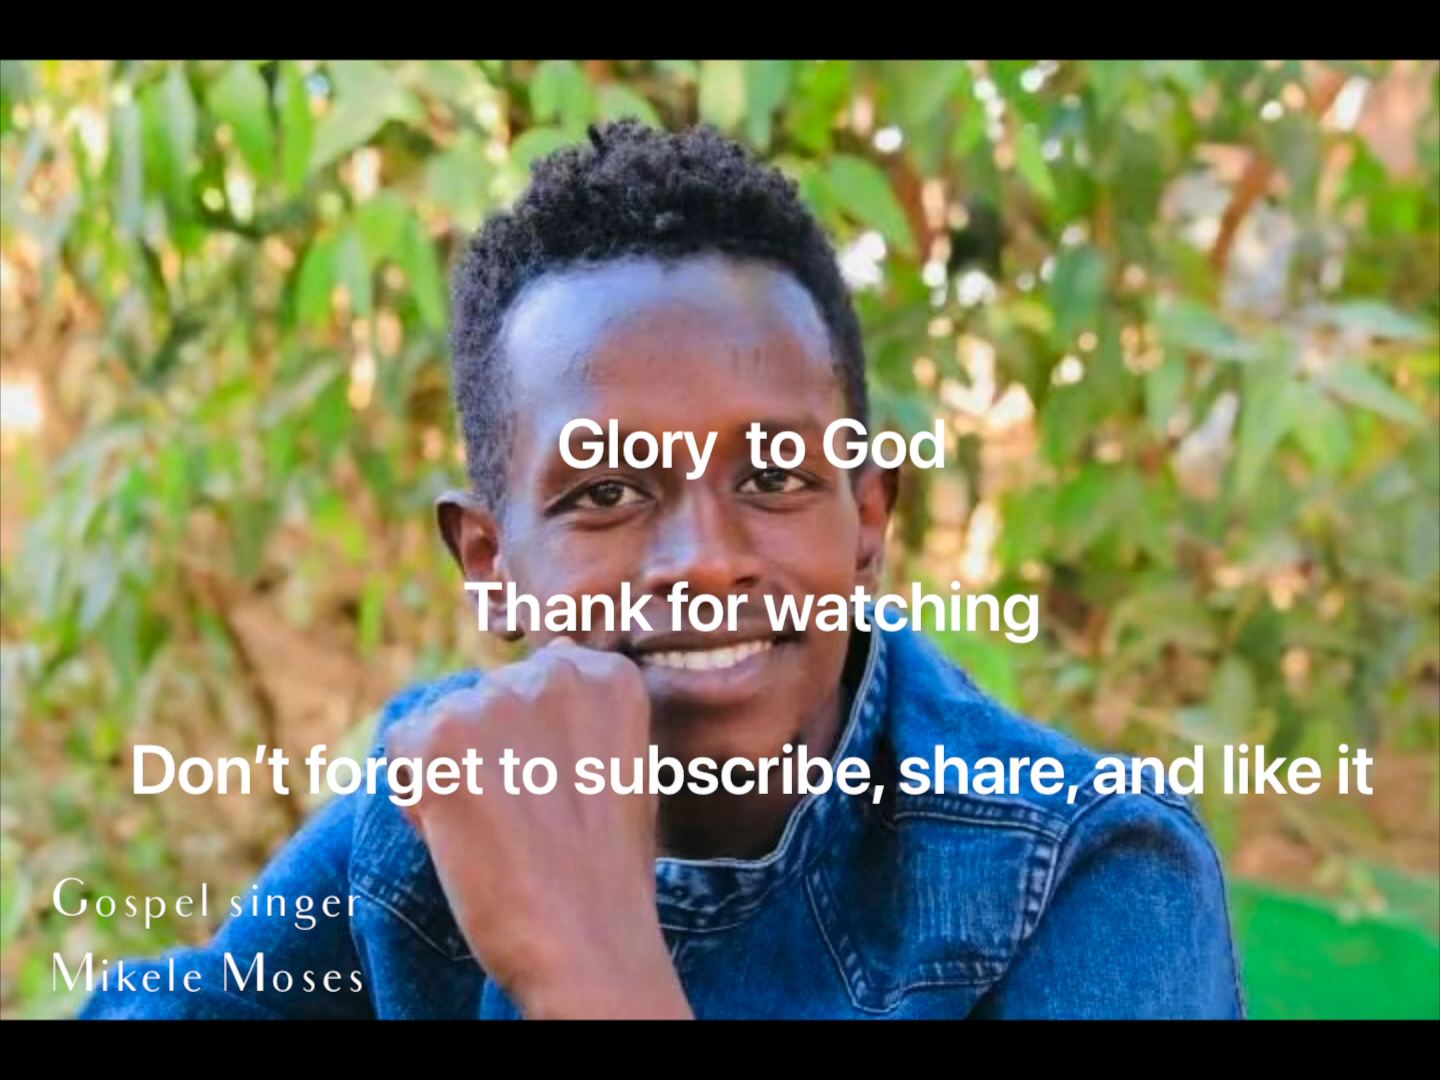 Glory to God
Thank for watching
Don't forget to subscribe, share, and like it
Gospel singer
Mikele Moses